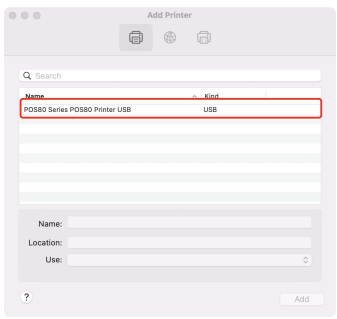 Add Printer
Search
Name Kind
POS80 Series POS80 Printer USB USB
Name:
Location:
Use:
? Add